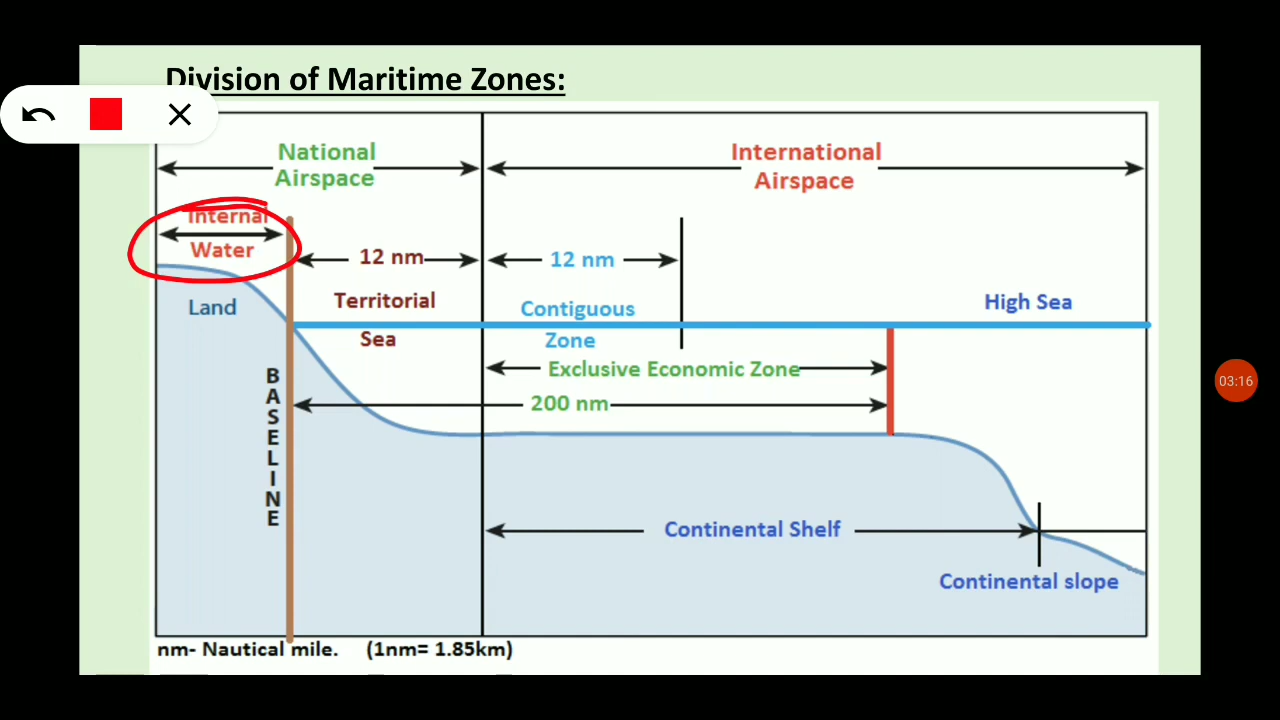 Division of Maritime Zones:
National
Airspace
International
Airspace
Internal
Water
12 nm
12 nm
Land
Territorial
Sea
Contiguous
Zone
High Sea
Exclusive Economic Zone
200 nm
BASELINE
03:16
Continental Shelf
Continental slope
nm- Nautical mile. (1nm= 1.85km)